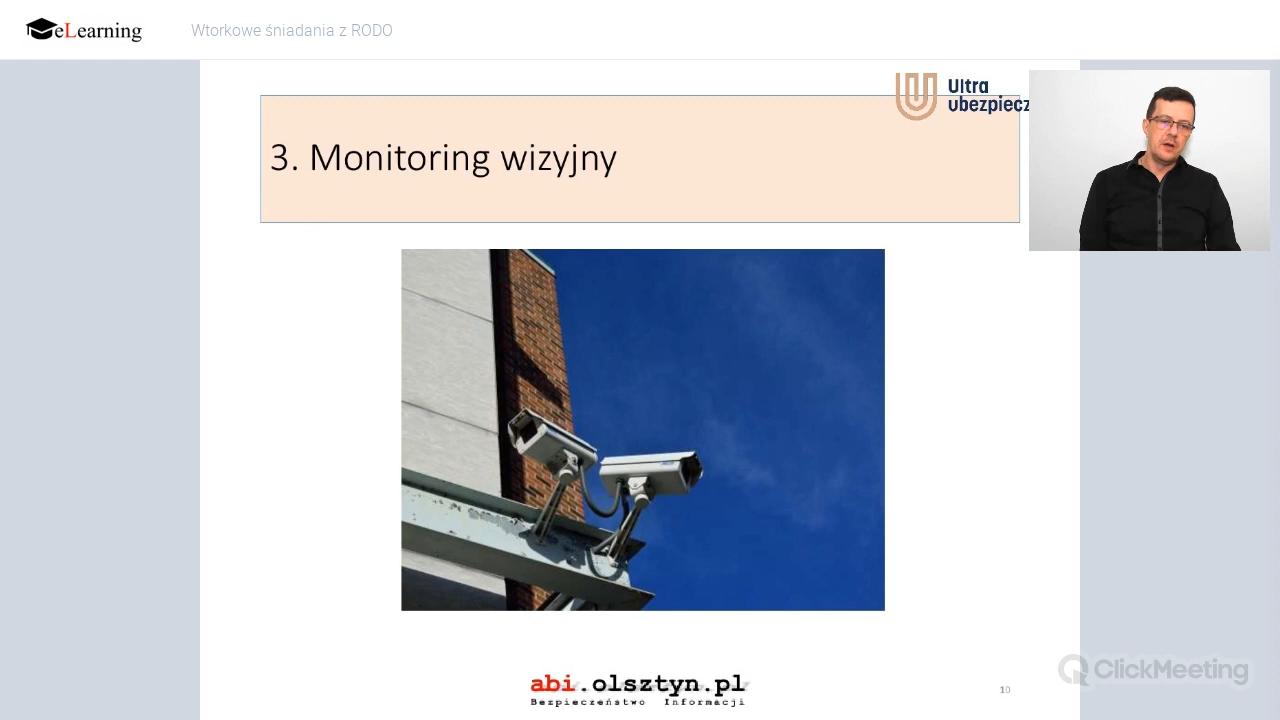 eLearning
Wtorkowe śniadania z RODO
Ultra
ubezpiecz
3. Monitoring wizyjny
abi.olsztyn.pl
Bezpieczeństwo Informacji
10
ClickMeeting